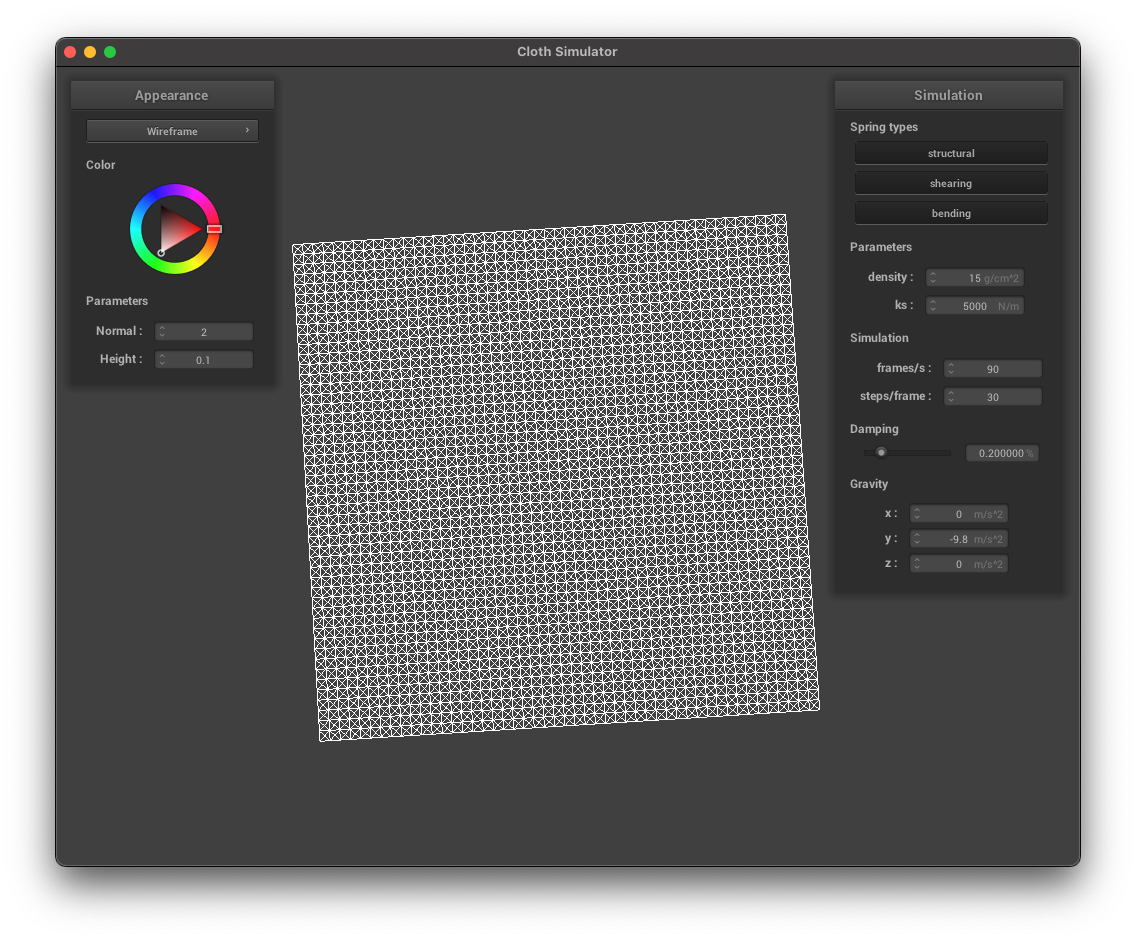 Cloth Simulator
Appearance
Wireframe
Color
Parameters
Normal : 2
Height : 0.1
Simulation
Spring types
structural
shearing
bending
Parameters
density : 15 g/cm^2
ks : 5000 N/m
Simulation
frames/s : 90
steps/frame : 30
Damping
0.200000 %
Gravity
x : 0 m/s^2
y : -9.8 m/s^2
z : 0 m/s^2